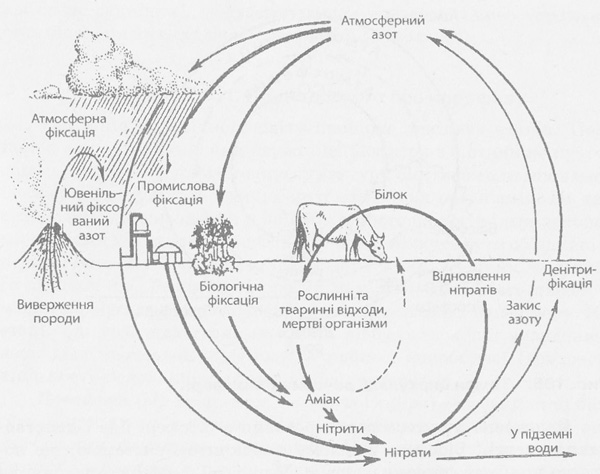 Атмосферний
азот
Атмосферна
фіксація
Ювеніль-
ний фіксо-
ваний
азот
Промислова
фіксація
Білок
Виверження
породи
Біологічна
фіксація
Рослинні та
тваринні відходи,
мертві організми
Відновлення
нітратів
Денітри-
фікація
Закис
азоту
Аміак
Нітрити
Нітрати
У підземні
води